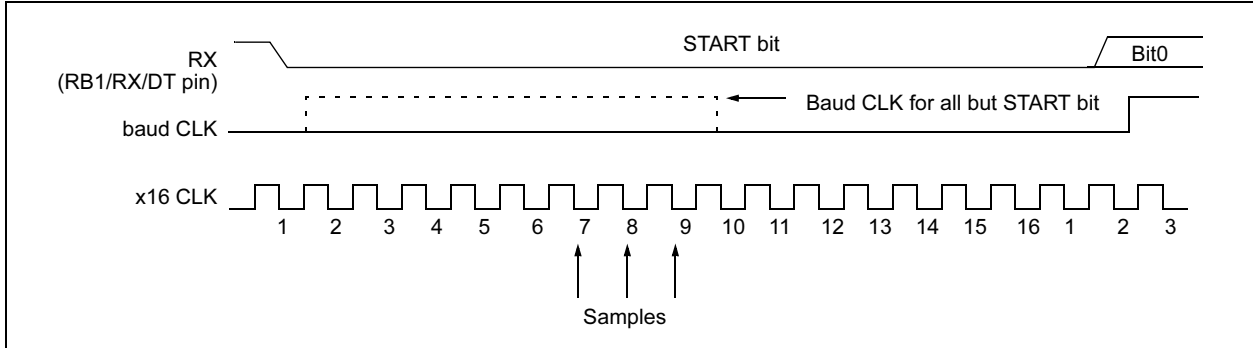 START bit
RX
(RB1/RX/DT pin)
Bit0
Baud CLK for all but START bit
baud CLK
x16 CLK
1 2 3 4 5 6 7 8 9 10 11 12 13 14 15 16 1 2 3
Samples